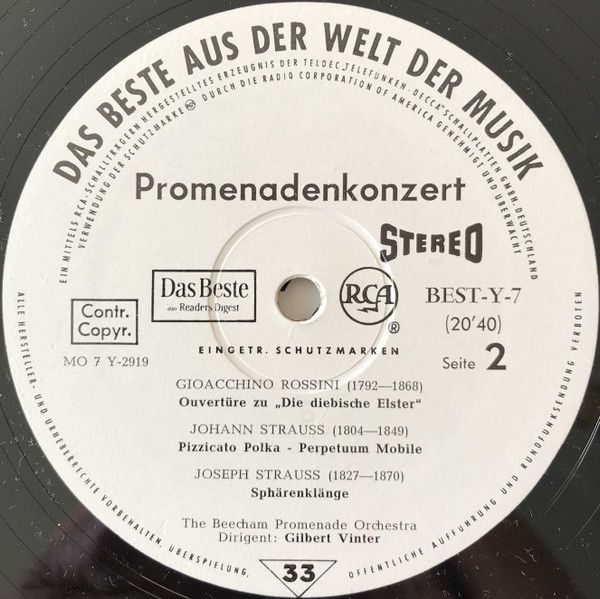 DAS BESTE AUS DER WELT DER MUSIK
EIN MITTELS RCA-SCHALLTRÄGERN HERGESTELLTES ERZEUGNIS DER TELDEC „TELEFUNKEN-DECCA“ SCHALLPLATTEN GMBH. DEUTSCHLAND
VERWENDUNG DER SCHUTZMARKE RCA DURCH DIE RADIO CORPORATION OF AMERICA GENEHMIGT UND ÜBERWACHT
Promenadenkonzert
STEREO
Contr.
Copyr.
Das Beste
aus Readers Digest
RCA
®
BEST-Y-7
(20'40)
MO 7 Y-2919
EINGETR. SCHUTZMARKEN
Seite 2
GIOACCHINO ROSSINI (1792—1868)
Ouvertüre zu „Die diebische Elster“
JOHANN STRAUSS (1804—1849)
Pizzicato Polka - Perpetuum Mobile
JOSEPH STRAUSS (1827—1870)
Sphärenklänge
The Beecham Promenade Orchestra
Dirigent: Gilbert Vinter
ALLE HERSTELLER- UND URHEBERRECHTE VORBEHALTEN. ÜBERSPIELUNG,
33
ÖFFENTLICHE AUFFÜHRUNG UND RUNDFUNKSENDUNG VERBOTEN